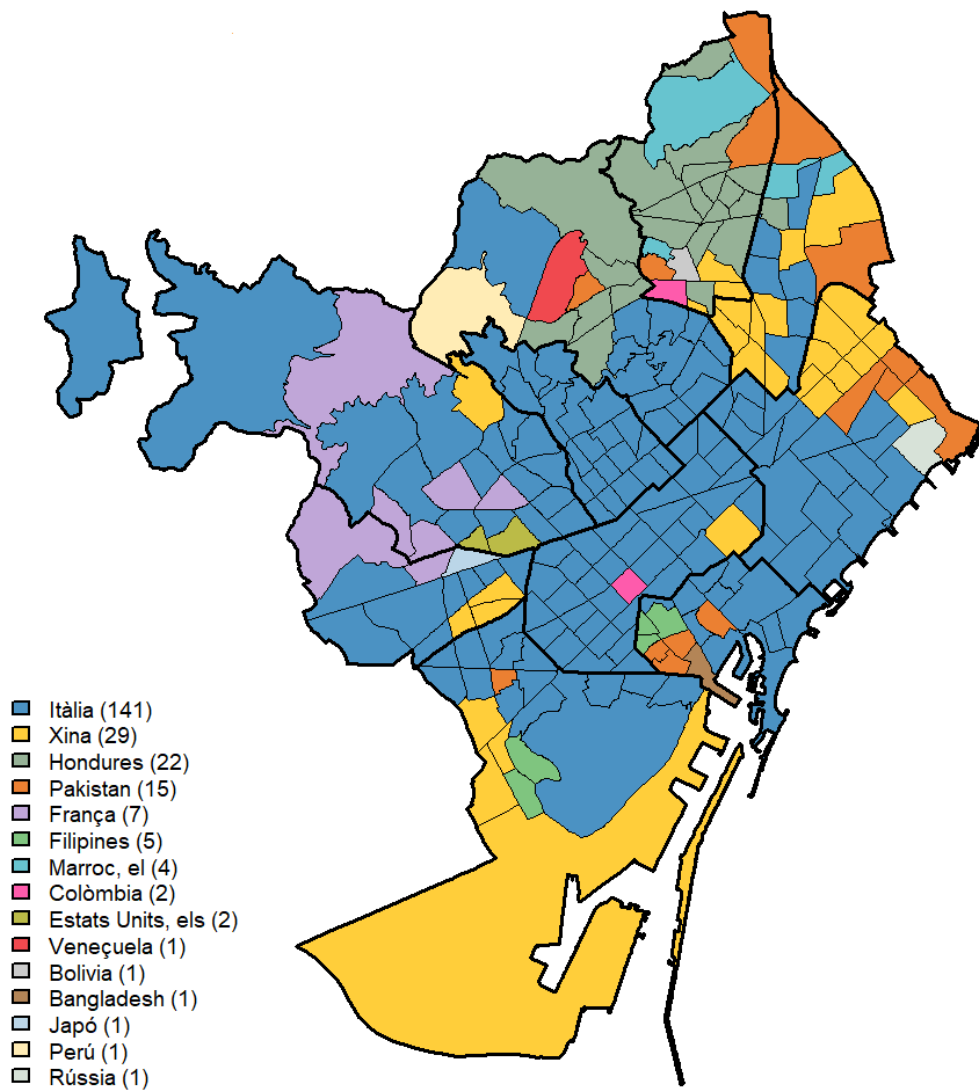 Itàlia (141)
Xina (29)
Hondures (22)
Pakistan (15)
França (7)
Filipines (5)
Marroc, el (4)
Colòmbia (2)
Estats Units, els (2)
Veneçuela (1)
Bolivia (1)
Bangladesh (1)
Japó (1)
Perú (1)
Rússia (1)